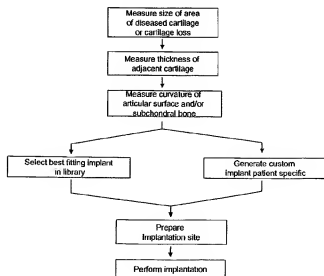 Measure size of area
of diseased cartilage
or cartilage loss
Measure thickness of
adjacent cartilage
Measure curvature of
articular surface and/or
subchondral bone
Select best fitting implant
in library
Generate custom
implant patient specific
Prepare
Implantation site
Perform implantation